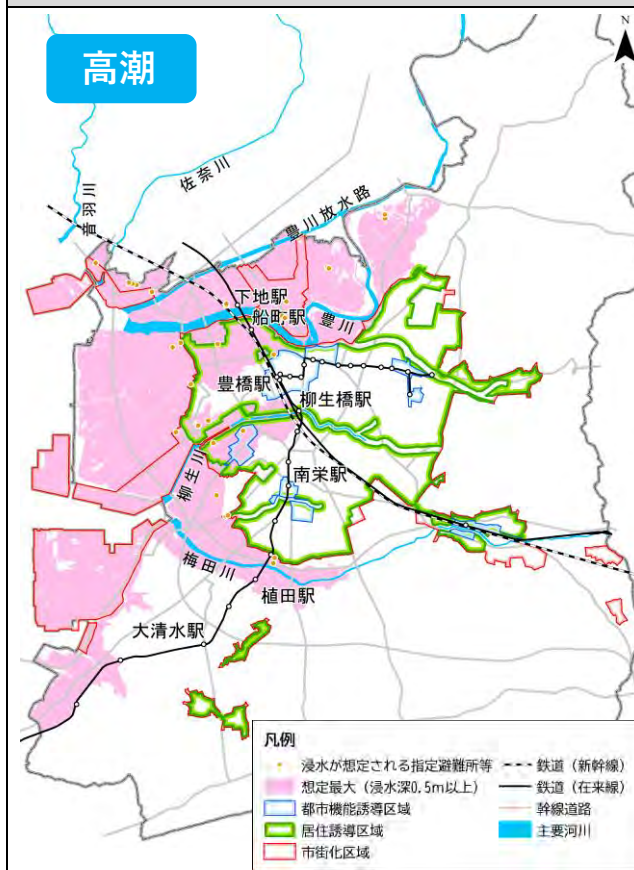 高潮
N
佐奈川
音羽川
豊川放水路
下地駅
船町駅
豊川
豊橋駅
柳生橋駅
柳生川
南栄駅
梅田川
植田駅
大清水駅
凡例
浸水が想定される指定避難所等
想定最大（浸水深0.5m以上）
都市機能誘導区域
居住誘導区域
市街化区域
鉄道（新幹線）
鉄道（在来線）
幹線道路
主要河川